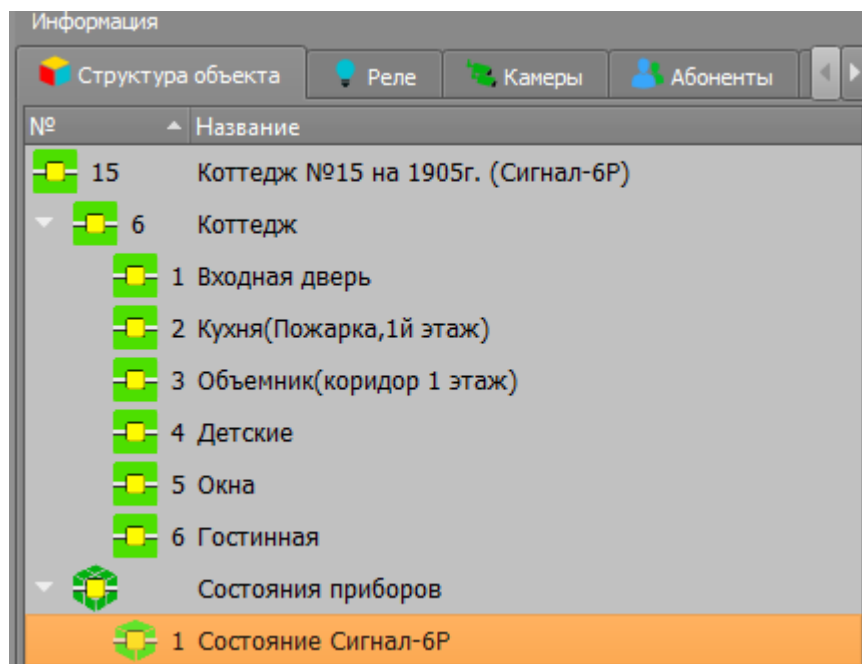 Информация
Структура объекта Реле Камеры Абоненты
№ Название
15 Коттедж №15 на 1905г. (Сигнал-6Р)
6 Коттедж
1 Входная дверь
2 Кухня(Пожарка,1й этаж)
3 Объемник(коридор 1 этаж)
4 Детские
5 Окна
6 Гостинная
Состояния приборов
1 Состояние Сигнал-6Р